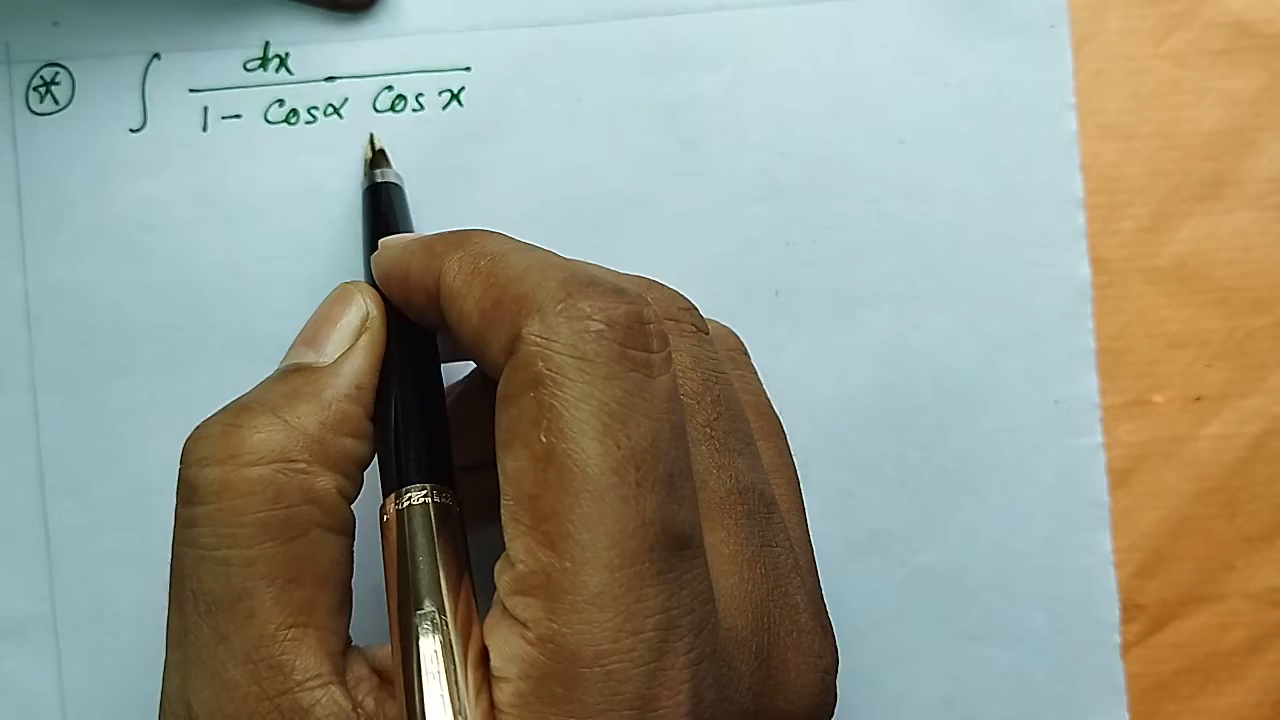 * ∫ dx
1 - Cosα Cos x